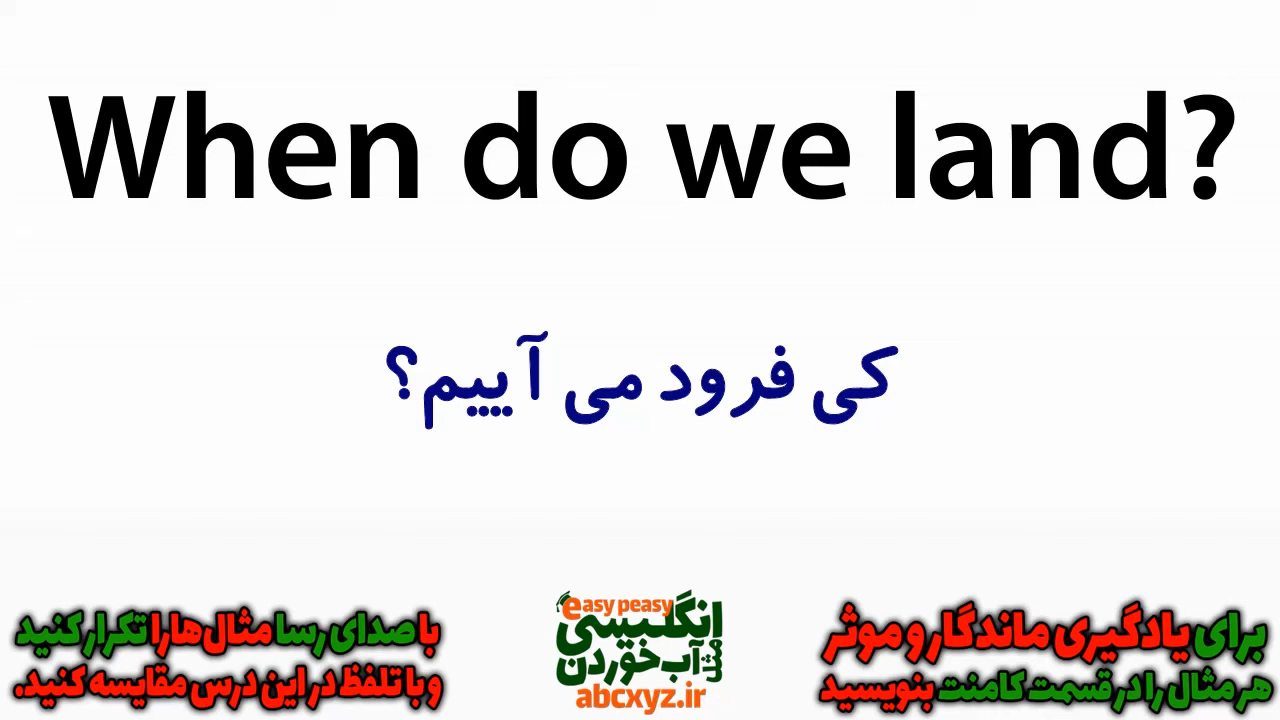 When do we land?
کی فرود می آییم؟
برای یادگیری ماندگار و موثر
هر مثال را در قسمت کامنت بنویسید
easy peasy
انگلیسی
مثل آب خوردن
abcxyz.ir
با صدای رسا مثال ها را تکرار کنید
و با تلفظ در این درس مقایسه کنید.